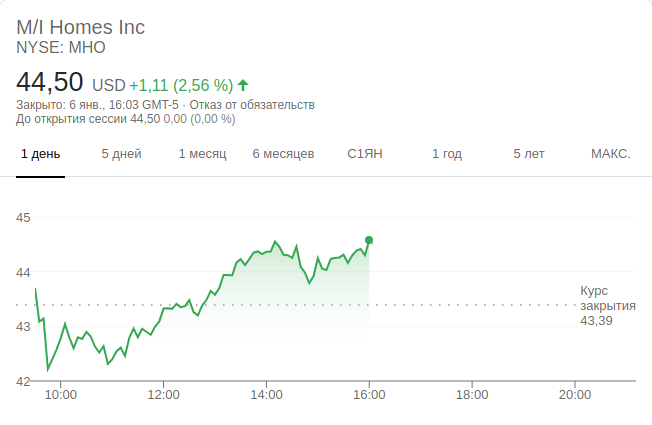 M/I Homes Inc
NYSE: MHO
44,50 USD +1,11 (2,56 %)
Закрыто: 6 янв., 16:03 GMT-5 · Отказ от обязательств
До открытия сессии 44,50 0,00 (0,00 %)
1 день 5 дней 1 месяц 6 месяцев С1ЯН 1 год 5 лет МАКС.
45
44
Курс
закрытия
43,39
43
42
10:00 12:00 14:00 16:00 18:00 20:00